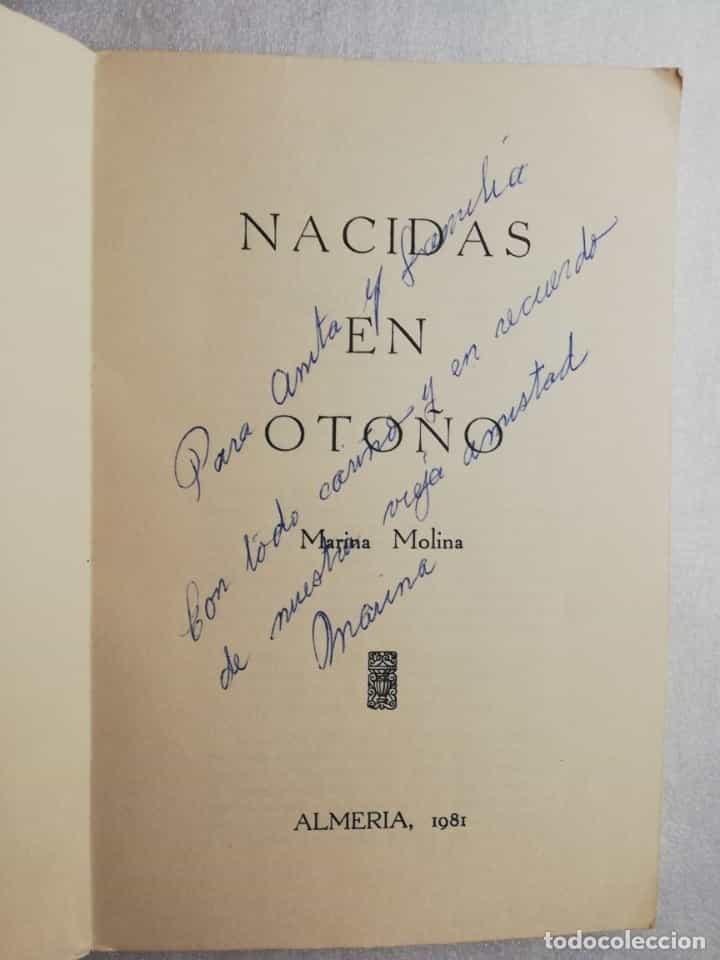 NACIDAS
EN
OTOÑO
Marina Molina
ALMERIA, 1981
Para Anita y familia
Con todo cariño y en recuerdo
de nuestra vieja amistad
Marina
todocoleccion